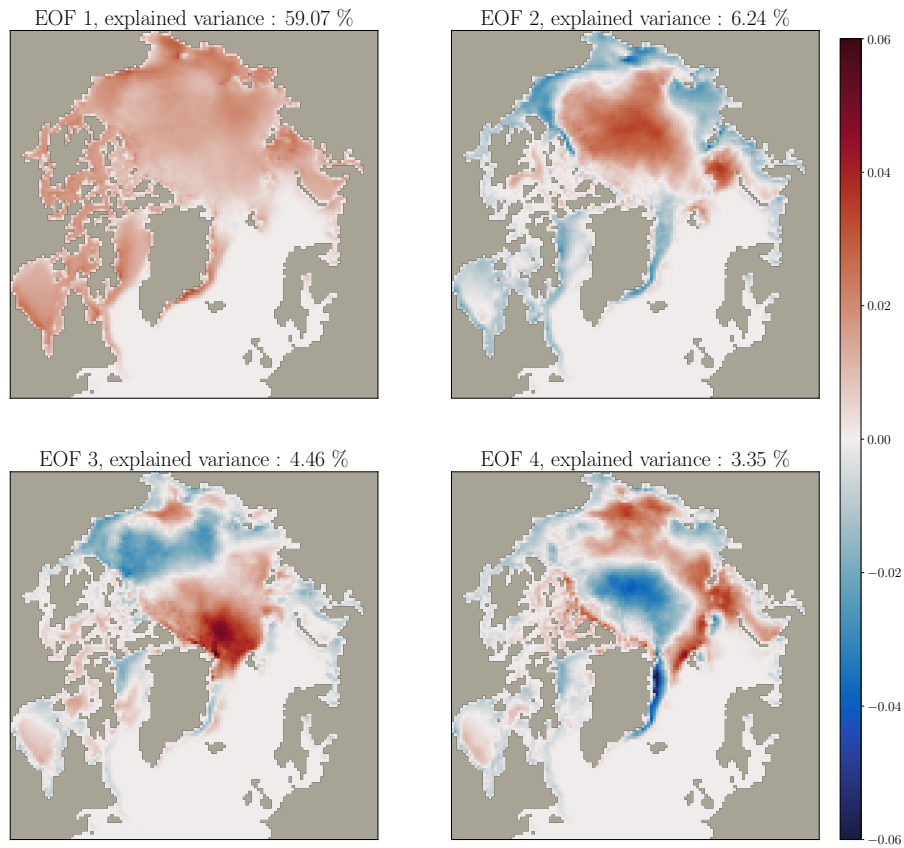 EOF 1, explained variance : 59.07 %
EOF 2, explained variance : 6.24 %
0.06
0.04
0.02
0.00
−0.02
−0.04
−0.06
EOF 3, explained variance : 4.46 %
EOF 4, explained variance : 3.35 %